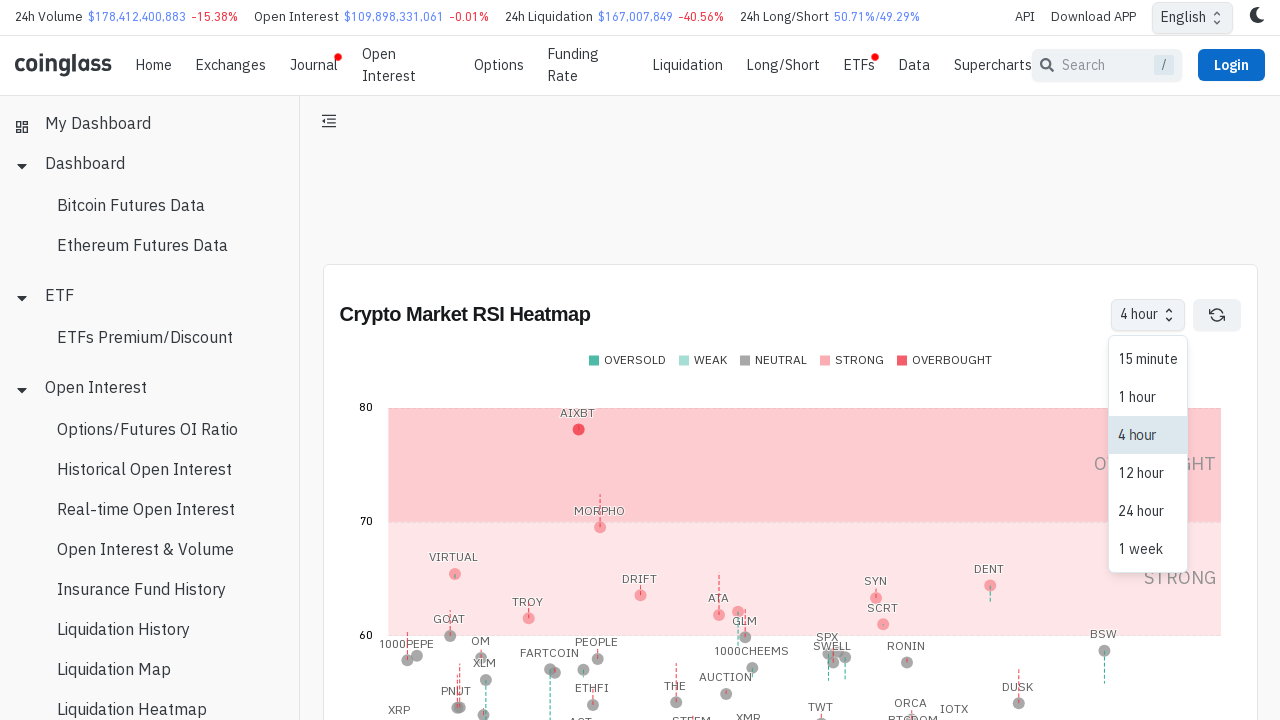 24h Volume $178,412,400,883 -15.38% Open Interest $109,898,331,061 -0.01% 24h Liquidation $167,007,849 -40.56% 24h Long/Short 50.71%/49.29% API Download APP English
coinglass Home Exchanges Journal Open Interest Options Funding Rate Liquidation Long/Short ETFs Data Supercharts Search / Login
My Dashboard
Dashboard
Bitcoin Futures Data
Ethereum Futures Data
ETF
ETFs Premium/Discount
Open Interest
Options/Futures OI Ratio
Historical Open Interest
Real-time Open Interest
Open Interest & Volume
Insurance Fund History
Liquidation History
Liquidation Map
Liquidation Heatmap
Crypto Market RSI Heatmap
4 hour
15 minute
1 hour
4 hour
12 hour
24 hour
1 week
OVERSOLD WEAK NEUTRAL STRONG OVERBOUGHT
80
AIXBT
70
MORPHO
VIRTUAL
STRONG
DENT
DRIFT
SYN
TROY
ATA
SCRT
GOAT
GLM
60
BSW
1000PEPE
OM
PEOPLE
SPX
SWELL
RONIN
FARTCOIN
1000CHEEMS
XLM
AUCTION
PNUT
ETHFI
THE
DUSK
XRP
TWT
ORCA
IOTX
XMR